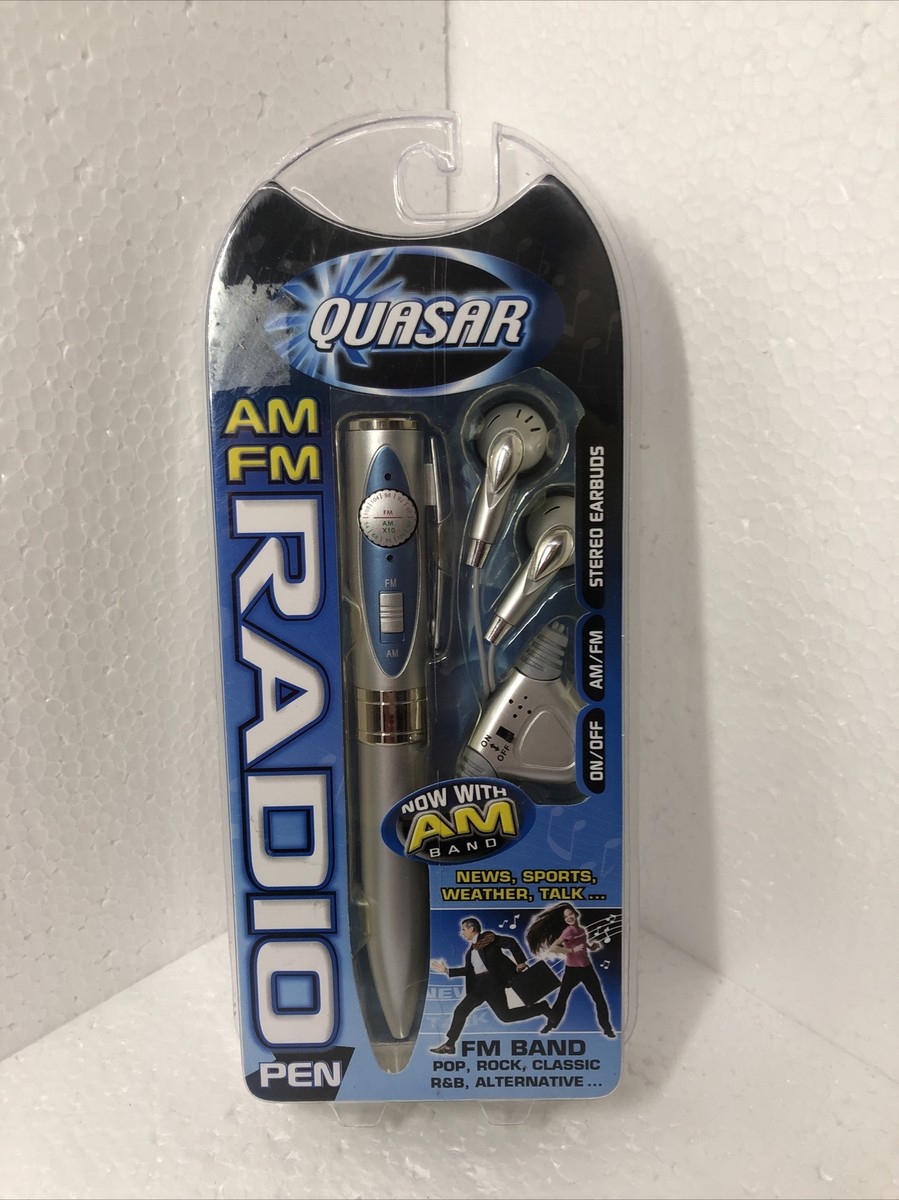 QUASAR
AM
FM
RADIO
PEN
FM
AM
X10
FM
AM
STEREO EARBUDS
AM/FM
ON/OFF
ON
OFF
NOW WITH
AM
BAND
NEWS, SPORTS,
WEATHER, TALK ...
FM BAND
POP, ROCK, CLASSIC
R&B, ALTERNATIVE ...